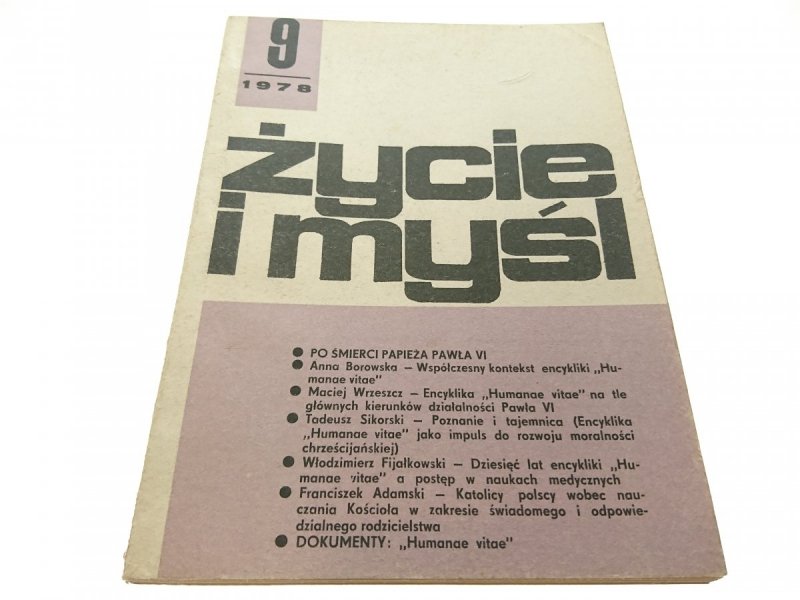 9
1978
życie
i myśl
● PO ŚMIERCI PAPIEŻA PAWŁA VI
● Anna Borowska – Współczesny kontekst encykliki „Hu-
manae vitae"
● Maciej Wrzeszcz – Encyklika „Humanae vitae" na tle
głównych kierunków działalności Pawła VI
● Tadeusz Sikorski – Poznanie i tajemnica (Encyklika
„Humanae vitae" jako impuls do rozwoju moralności
chrześcijańskiej)
● Włodzimierz Fijałkowski – Dziesięć lat encykliki „Hu-
manae vitae" a postęp w naukach medycznych
● Franciszek Adamski – Katolicy polscy wobec nau-
czania Kościoła w zakresie świadomego i odpowie-
dzialnego rodzicielstwa
● DOKUMENTY: „Humanae vitae"